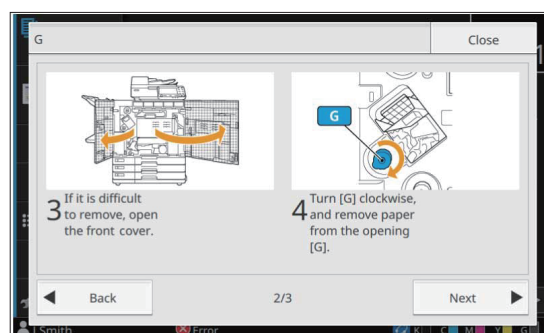 G
Close
1
G
3 If it is difficult
to remove, open
the front cover.
4 Turn [G] clockwise,
and remove paper
from the opening
[G].
Back
2/3
Next
J.Smith
Error
K
C
M
Y
G